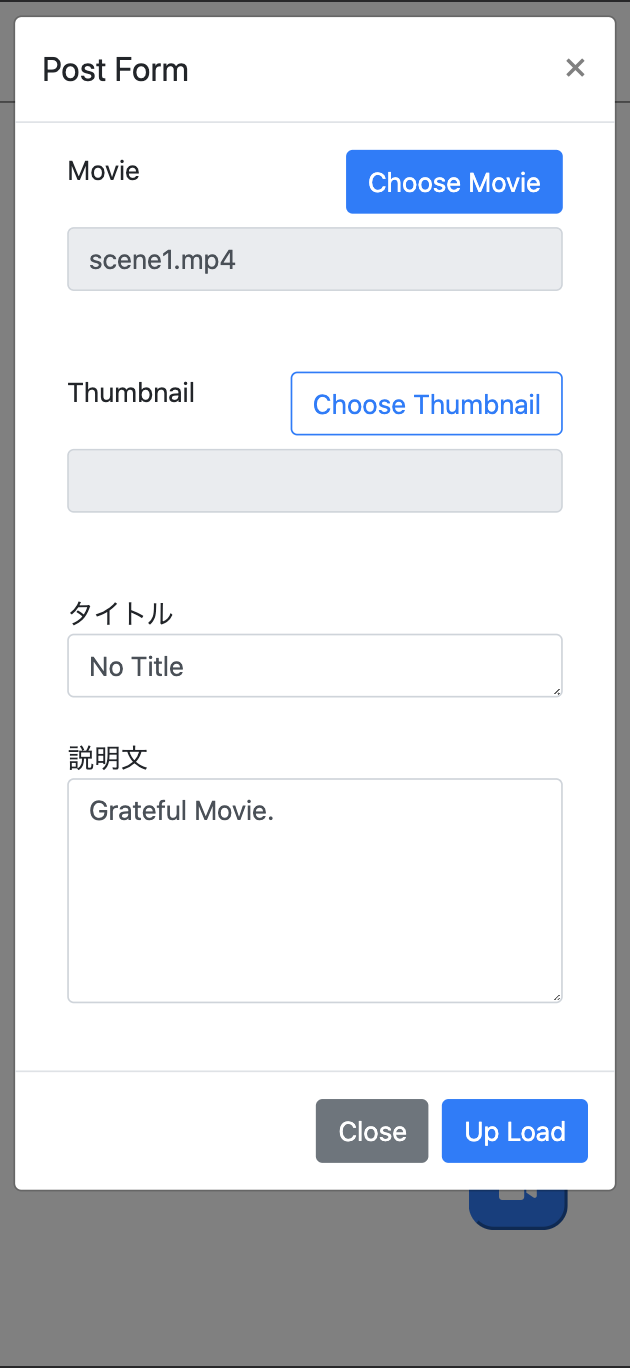 Post Form ×
Movie
Choose Movie
scene1.mp4
Thumbnail
Choose Thumbnail
タイトル
No Title
説明文
Grateful Movie.
Close
Up Load